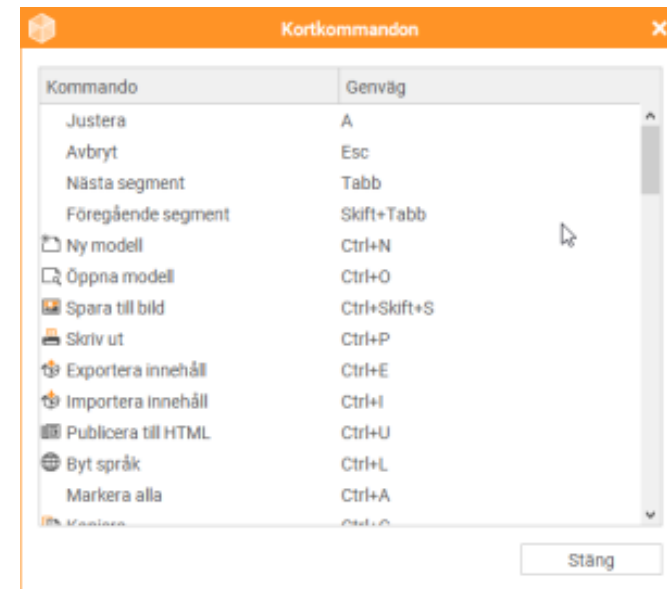 Kortkommandon
Kommando Genväg
Justera A
Avbryt Esc
Nästa segment Tabb
Föregående segment Skift+Tabb
Ny modell Ctrl+N
Öppna modell Ctrl+O
Spara till bild Ctrl+Skift+S
Skriv ut Ctrl+P
Exportera innehåll Ctrl+E
Importera innehåll Ctrl+I
Publicera till HTML Ctrl+U
Byt språk Ctrl+L
Markera alla Ctrl+A
Stäng